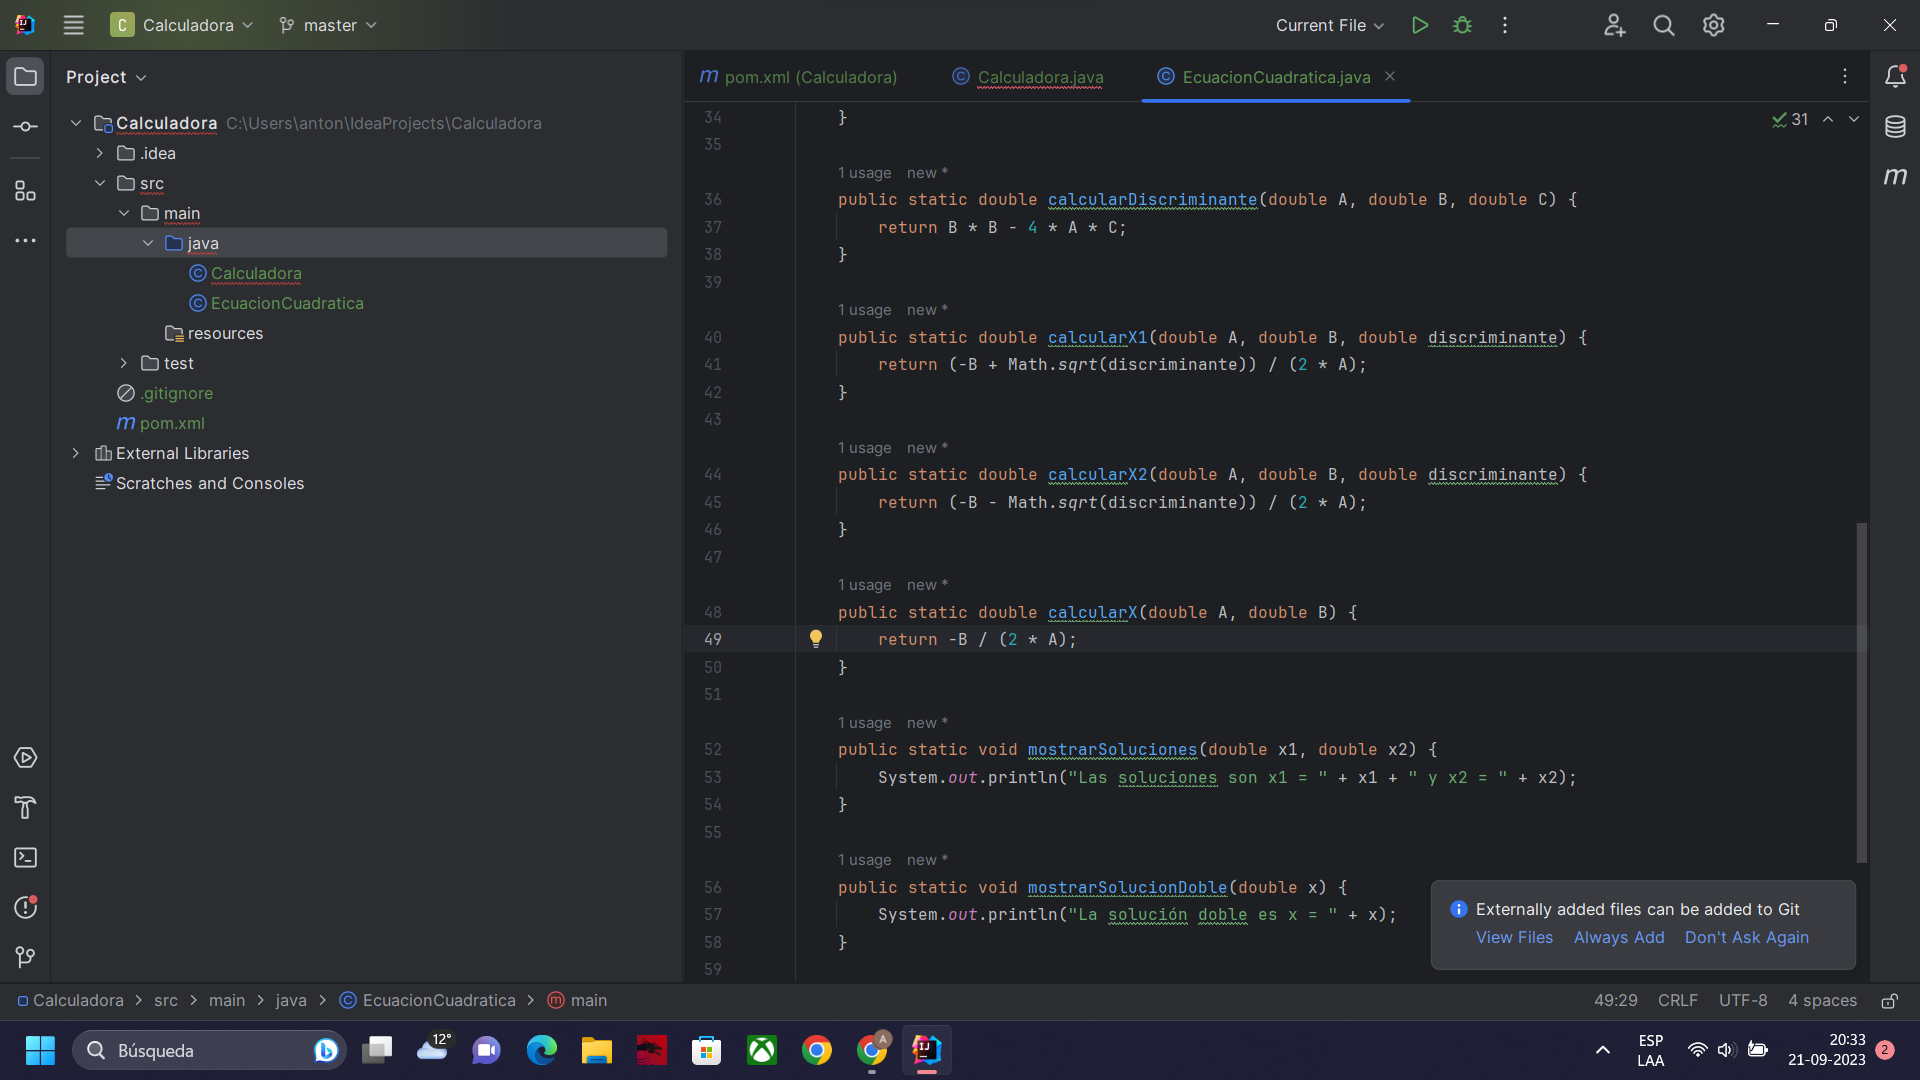 Calculadora
master
Current File
Project
pom.xml (Calculadora)
Calculadora.java
EcuacionCuadratica.java
Calculadora C:\Users\anton\IdeaProjects\Calculadora
.idea
src
main
java
Calculadora
EcuacionCuadratica
resources
test
.gitignore
pom.xml
External Libraries
Scratches and Consoles
31
34 }
35
1 usage new *
36 public static double calcularDiscriminante(double A, double B, double C) {
37 return B * B - 4 * A * C;
38 }
39
1 usage new *
40 public static double calcularX1(double A, double B, double discriminante) {
41 return (-B + Math.sqrt(discriminante)) / (2 * A);
42 }
43
1 usage new *
44 public static double calcularX2(double A, double B, double discriminante) {
45 return (-B - Math.sqrt(discriminante)) / (2 * A);
46 }
47
1 usage new *
48 public static double calcularX(double A, double B) {
49 return -B / (2 * A);
50 }
51
1 usage new *
52 public static void mostrarSoluciones(double x1, double x2) {
53 System.out.println("Las soluciones son x1 = " + x1 + " y x2 = " + x2);
54 }
55
1 usage new *
56 public static void mostrarSolucionDoble(double x) {
57 System.out.println("La solución doble es x = " + x);
58 }
59
Externally added files can be added to Git
View Files Always Add Don't Ask Again
Calculadora > src > main > java > EcuacionCuadratica > main
49:29 CRLF UTF-8 4 spaces
Búsqueda
12°
ESP
LAA
20:33
21-09-2023
2